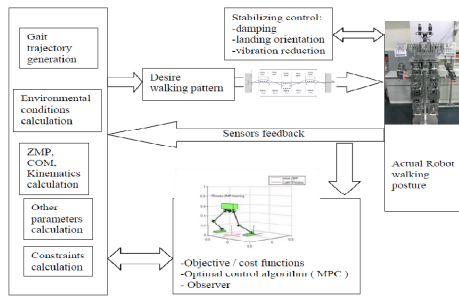 Gait
trajectory
generation
Environmental
conditions
calculation
ZMP,
COM,
Kinematics
calculation
Other
parameters
calculation
Constraints
calculation
Desire
walking pattern
Stabilizing control:
-damping
-landing orientation
-vibration reduction
Sensors feedback
Actual Robot
walking
posture
-Objective / cost functions
-Optimal control algorithm ( MPC )
- Observer